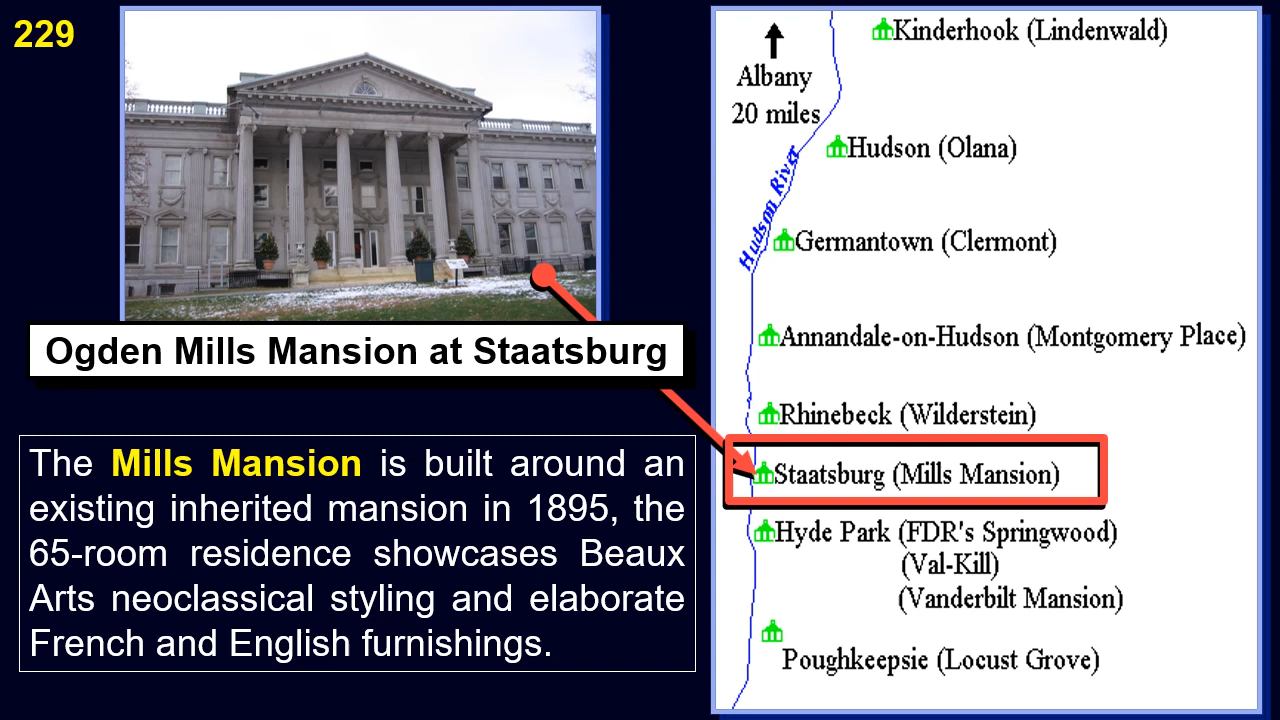 229
Ogden Mills Mansion at Staatsburg
The Mills Mansion is built around an
existing inherited mansion in 1895, the
65-room residence showcases Beaux
Arts neoclassical styling and elaborate
French and English furnishings.
Kinderhook (Lindenwald)
Albany
20 miles
Hudson (Olana)
Hudson River
Germantown (Clermont)
Annandale-on-Hudson (Montgomery Place)
Rhinebeck (Wilderstein)
Staatsburg (Mills Mansion)
Hyde Park (FDR's Springwood)
(Val-Kill)
(Vanderbilt Mansion)
Poughkeepsie (Locust Grove)